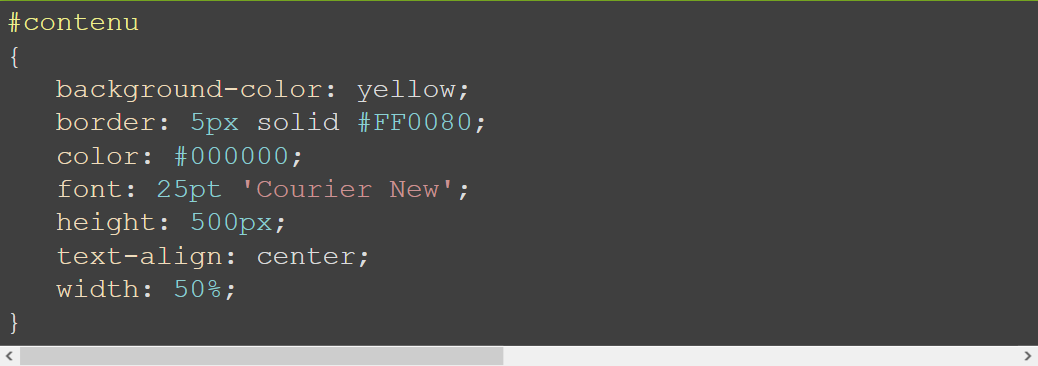 #contenu
{
   background-color: yellow;
   border: 5px solid #FF0080;
   color: #000000;
   font: 25pt 'Courier New';
   height: 500px;
   text-align: center;
   width: 50%;
}